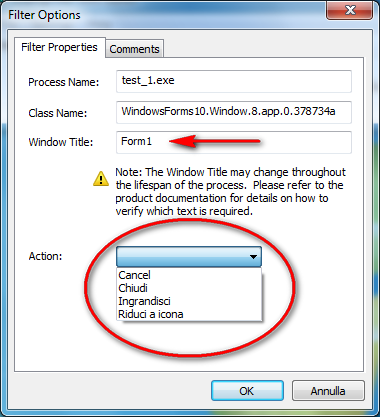 Filter Options
Filter Properties
Comments
Process Name: test_1.exe
Class Name: WindowsForms10.Window.8.app.0.378734a
Window Title: Form1
Note: The Window Title may change throughout
the lifespan of the process. Please refer to the
product documentation for details on how to
verify which text is required.
Action:
Cancel
Chiudi
Ingrandisci
Riduci a icona
OK
Annulla